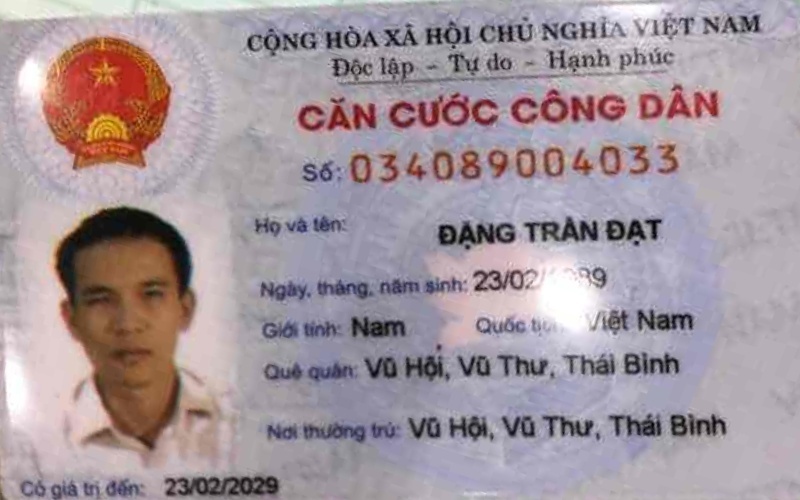 CỘNG HÒA XÃ HỘI CHỦ NGHĨA VIỆT NAM
Độc lập - Tự do - Hạnh phúc
CĂN CƯỚC CÔNG DÂN
Số: 034089004033
Họ và tên: ĐẶNG TRẦN ĐẠT
Ngày, tháng, năm sinh: 23/02/
Giới tính: Nam Quốc tịch: Việt Nam
Quê quán: Vũ Hội, Vũ Thư, Thái Bình
Nơi thường trú: Vũ Hội, Vũ Thư, Thái Bình
Có giá trị đến: 23/02/2029